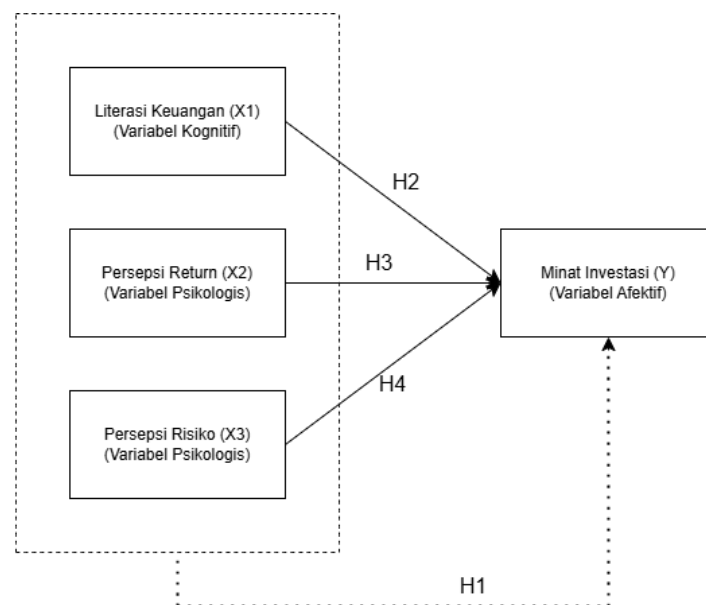 Literasi Keuangan (X1)
(Variabel Kognitif)
H2
Persepsi Return (X2)
(Variabel Psikologis)
H3
Minat Investasi (Y)
(Variabel Afektif)
H4
Persepsi Risiko (X3)
(Variabel Psikologis)
H1